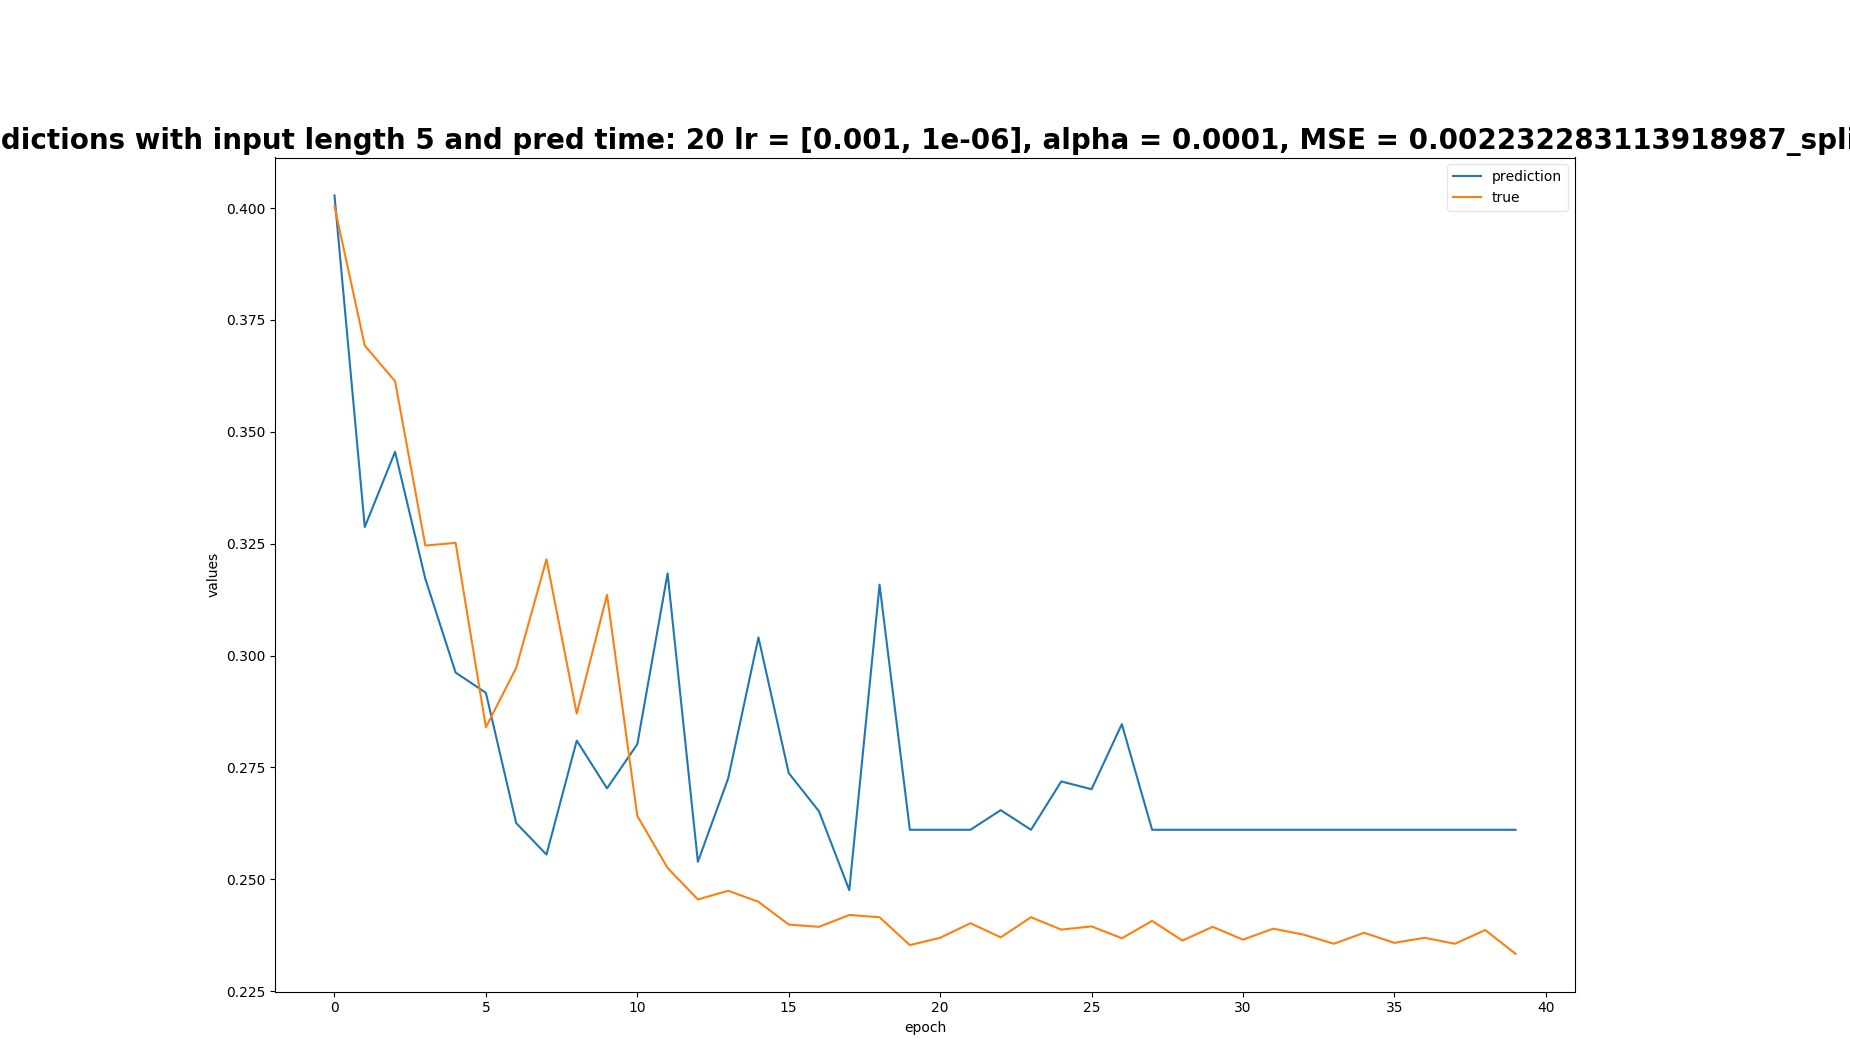 dictions with input length 5 and pred time: 20 lr = [0.001, 1e-06], alpha = 0.0001, MSE = 0.002232283113918987_spli
prediction
true
0.400
0.375
0.350
0.325
0.300
0.275
0.250
0.225
values
0 5 10 15 20 25 30 35 40
epoch